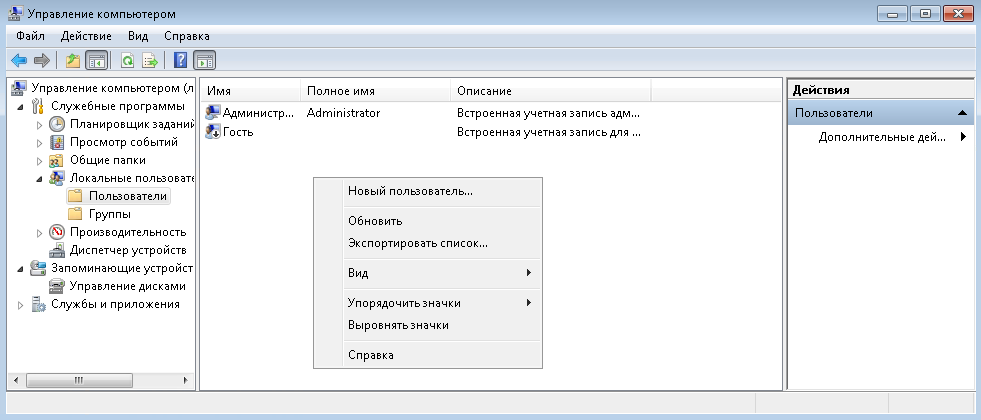 Управление компьютером
Файл Действие Вид Справка
Управление компьютером (л
Служебные программы
Планировщик заданий
Просмотр событий
Общие папки
Локальные пользовате
Пользователи
Группы
Производительность
Диспетчер устройств
Запоминающие устройст
Управление дисками
Службы и приложения
Имя Полное имя Описание
Администр... Administrator Встроенная учетная запись адм...
Гость Встроенная учетная запись для ...
Новый пользователь...
Обновить
Экспортировать список...
Вид
Упорядочить значки
Выровнять значки
Справка
Действия
Пользователи
Дополнительные дей...